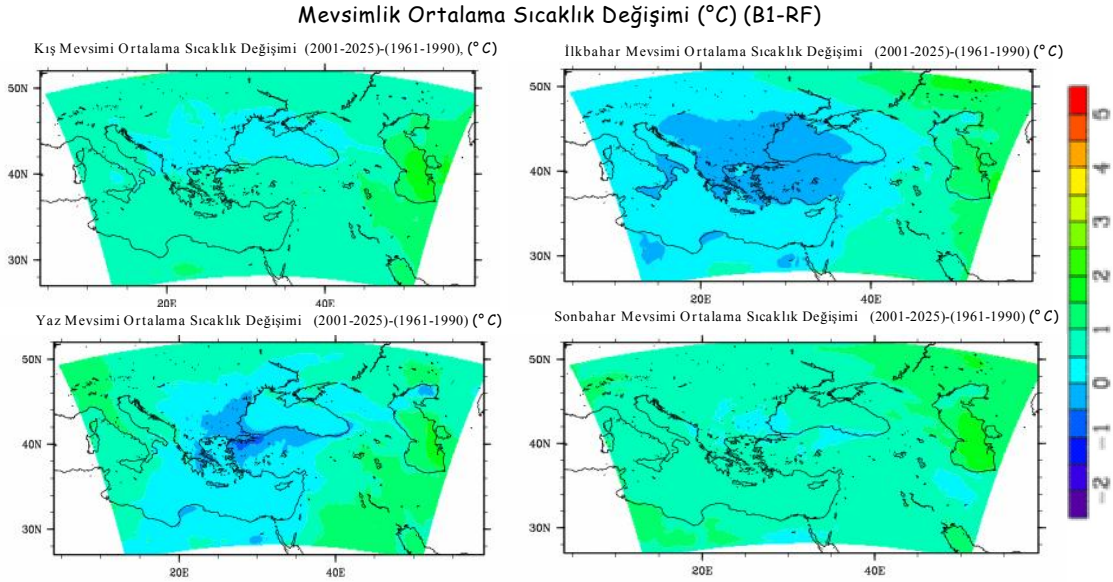 Mevsimlik Ortalama Sıcaklık Değişimi (°C) (B1-RF)
Kış Mevsimi Ortalama Sıcaklık Değişimi (2001-2025)-(1961-1990), (°C)
İlkbahar Mevsimi Ortalama Sıcaklık Değişimi (2001-2025)-(1961-1990) (°C)
50N
40N
30N
20E
40E
50N
40N
30N
20E
40E
5
4
3
2
1
0
-1
-2
Yaz Mevsimi Ortalama Sıcaklık Değişimi (2001-2025)-(1961-1990) (°C)
Sonbahar Mevsimi Ortalama Sıcaklık Değişimi (2001-2025)-(1961-1990) (°C)
50N
40N
30N
20E
40E
50N
40N
30N
20E
40E